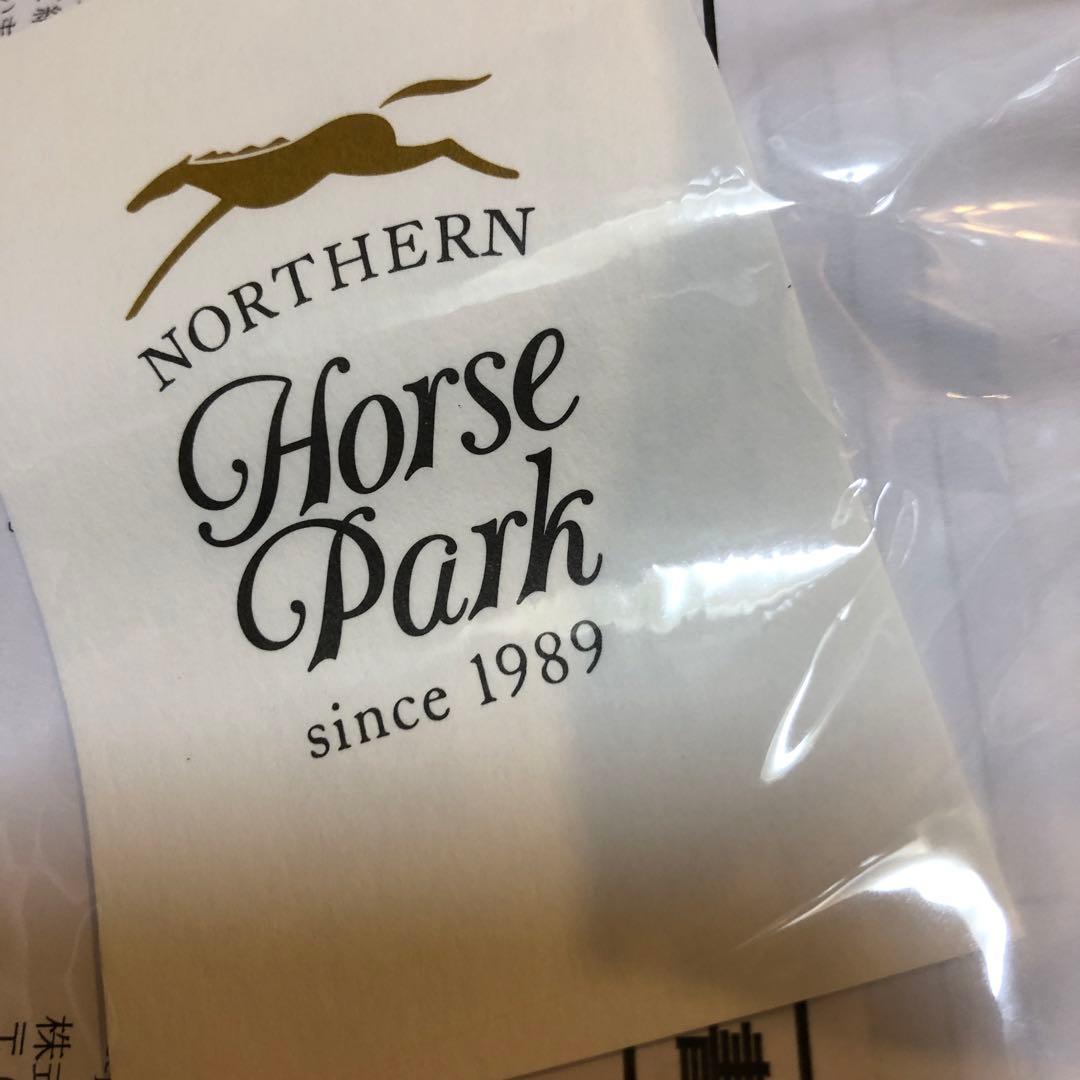 NORTHERN
Horse
Park
since 1989